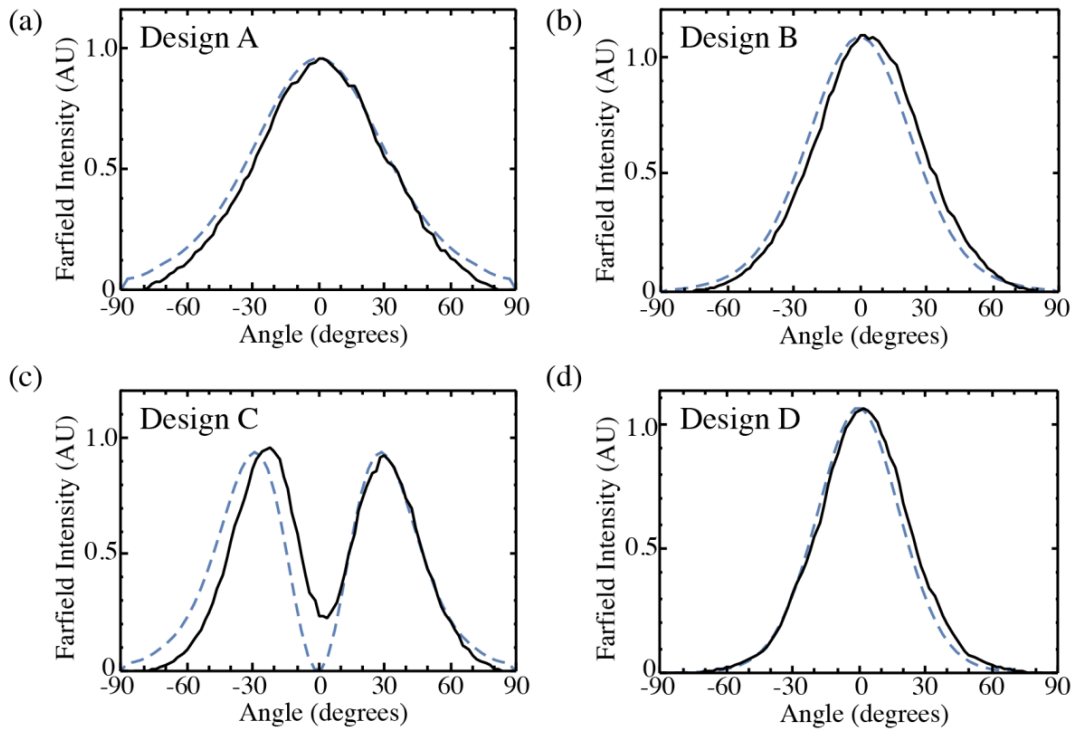 (a)
Design A
Farfield Intensity (AU)
1.0
0.5
0
-90 -60 -30 0 30 60 90
Angle (degrees)
(b)
Design B
Farfield Intensity (AU)
1.0
0.5
0
-90 -60 -30 0 30 60 90
Angle (degrees)
(c)
Design C
Farfield Intensity (AU)
1.0
0.5
0
-90 -60 -30 0 30 60 90
Angle (degrees)
(d)
Design D
Farfield Intensity (AU)
1.0
0.5
0
-90 -60 -30 0 30 60 90
Angle (degrees)